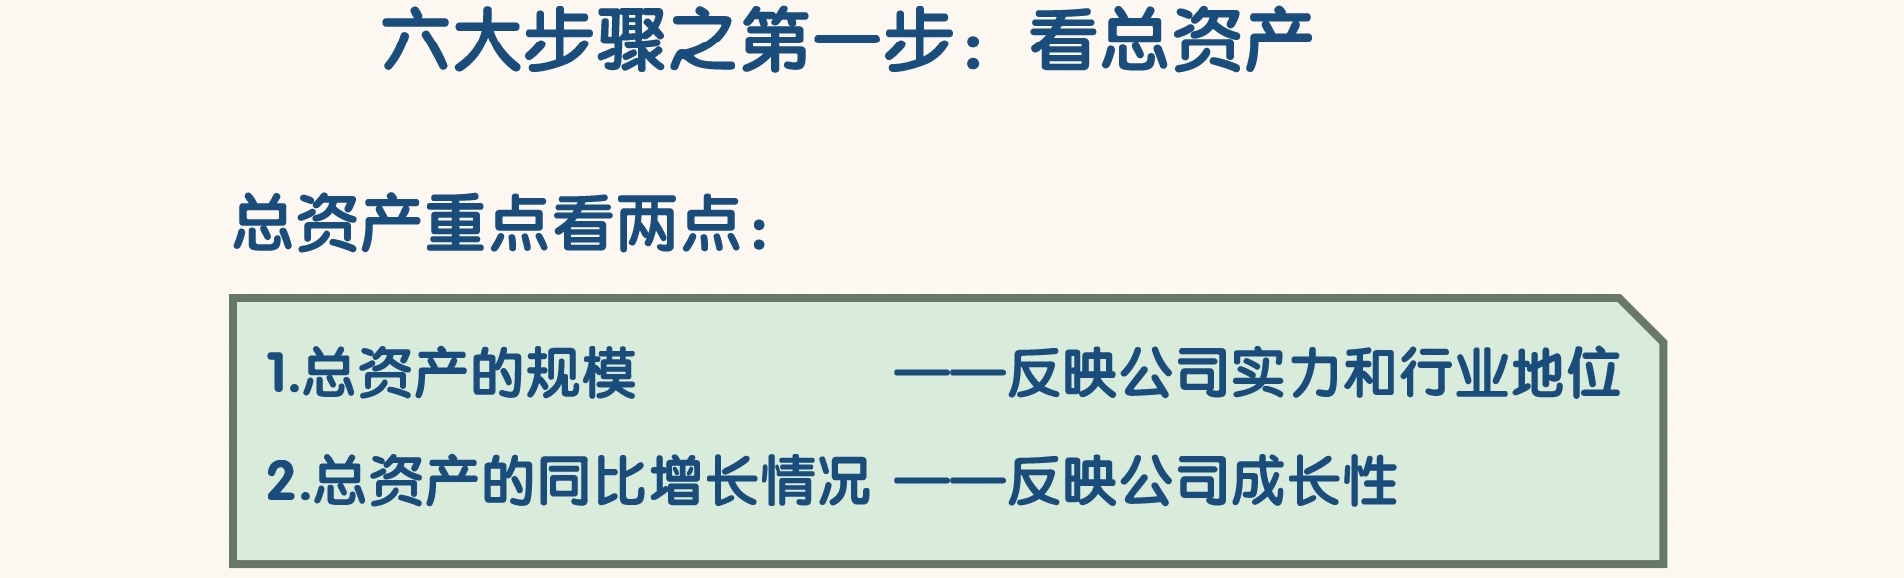 六大步骤之第一步：看总资产
总资产重点看两点：
1.总资产的规模 ——反映公司实力和行业地位
2.总资产的同比增长情况 ——反映公司成长性